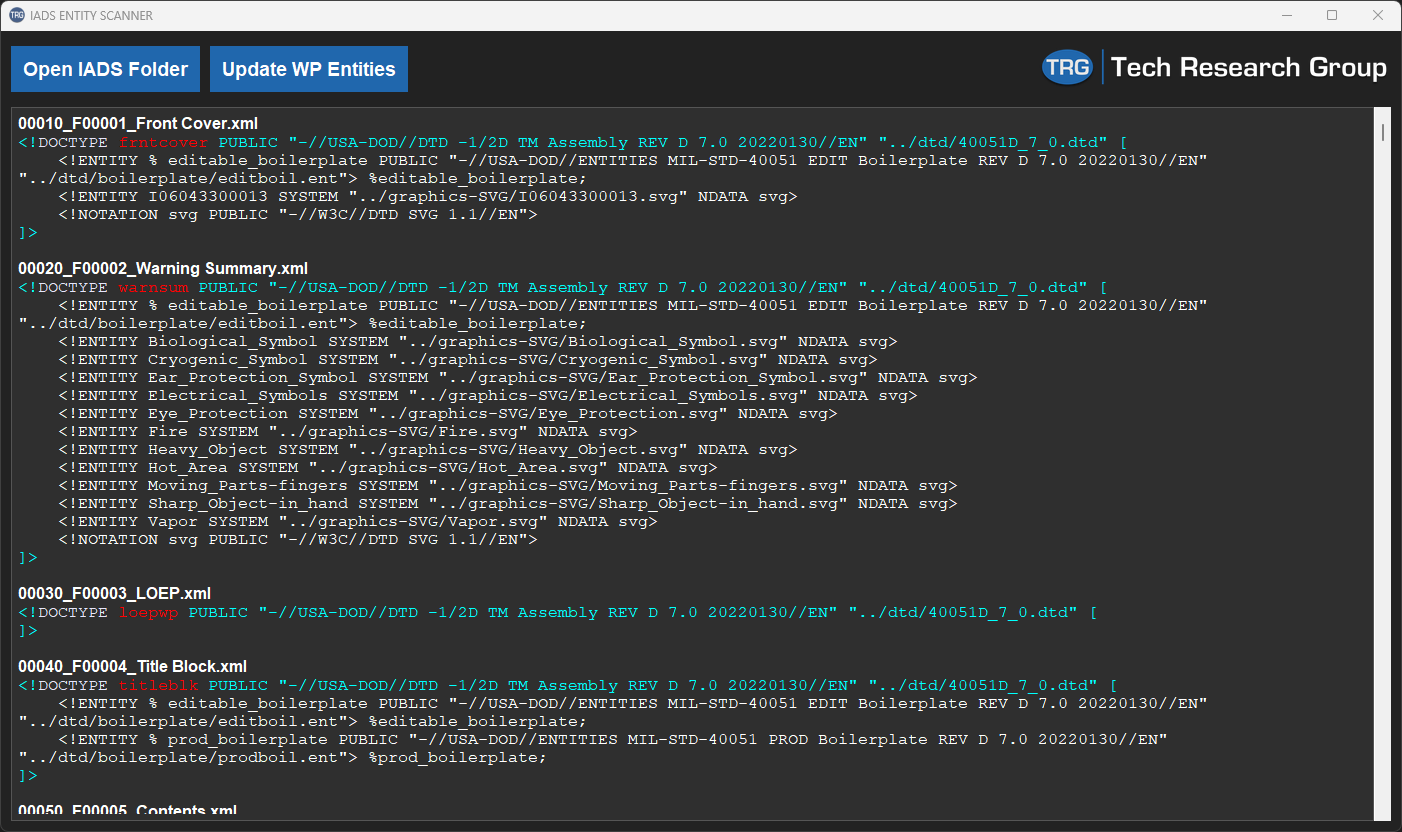 TRG IADS ENTITY SCANNER
Open IADS Folder
Update WP Entities
TRG Tech Research Group
00010_F00001_Front Cover.xml
<!DOCTYPE frntcover PUBLIC "-//USA-DOD//DTD -1/2D TM Assembly REV D 7.0 20220130//EN" "../dtd/40051D_7_0.dtd" [
    <!ENTITY % editable_boilerplate PUBLIC "-//USA-DOD//ENTITIES MIL-STD-40051 EDIT Boilerplate REV D 7.0 20220130//EN"
"../dtd/boilerplate/editboil.ent"> %editable_boilerplate;
    <!ENTITY I06043300013 SYSTEM "../graphics-SVG/I06043300013.svg" NDATA svg>
    <!NOTATION svg PUBLIC "-//W3C//DTD SVG 1.1//EN">
]>
00020_F00002_Warning Summary.xml
<!DOCTYPE warnsum PUBLIC "-//USA-DOD//DTD -1/2D TM Assembly REV D 7.0 20220130//EN" "../dtd/40051D_7_0.dtd" [
    <!ENTITY % editable_boilerplate PUBLIC "-//USA-DOD//ENTITIES MIL-STD-40051 EDIT Boilerplate REV D 7.0 20220130//EN"
"../dtd/boilerplate/editboil.ent"> %editable_boilerplate;
    <!ENTITY Biological_Symbol SYSTEM "../graphics-SVG/Biological_Symbol.svg" NDATA svg>
    <!ENTITY Cryogenic_Symbol SYSTEM "../graphics-SVG/Cryogenic_Symbol.svg" NDATA svg>
    <!ENTITY Ear_Protection_Symbol SYSTEM "../graphics-SVG/Ear_Protection_Symbol.svg" NDATA svg>
    <!ENTITY Electrical_Symbols SYSTEM "../graphics-SVG/Electrical_Symbols.svg" NDATA svg>
    <!ENTITY Eye_Protection SYSTEM "../graphics-SVG/Eye_Protection.svg" NDATA svg>
    <!ENTITY Fire SYSTEM "../graphics-SVG/Fire.svg" NDATA svg>
    <!ENTITY Heavy_Object SYSTEM "../graphics-SVG/Heavy_Object.svg" NDATA svg>
    <!ENTITY Hot_Area SYSTEM "../graphics-SVG/Hot_Area.svg" NDATA svg>
    <!ENTITY Moving_Parts-fingers SYSTEM "../graphics-SVG/Moving_Parts-fingers.svg" NDATA svg>
    <!ENTITY Sharp_Object-in_hand SYSTEM "../graphics-SVG/Sharp_Object-in_hand.svg" NDATA svg>
    <!ENTITY Vapor SYSTEM "../graphics-SVG/Vapor.svg" NDATA svg>
    <!NOTATION svg PUBLIC "-//W3C//DTD SVG 1.1//EN">
]>
00030_F00003_LOEP.xml
<!DOCTYPE loepwp PUBLIC "-//USA-DOD//DTD -1/2D TM Assembly REV D 7.0 20220130//EN" "../dtd/40051D_7_0.dtd" [
]>
00040_F00004_Title Block.xml
<!DOCTYPE titleblk PUBLIC "-//USA-DOD//DTD -1/2D TM Assembly REV D 7.0 20220130//EN" "../dtd/40051D_7_0.dtd" [
    <!ENTITY % editable_boilerplate PUBLIC "-//USA-DOD//ENTITIES MIL-STD-40051 EDIT Boilerplate REV D 7.0 20220130//EN"
"../dtd/boilerplate/editboil.ent"> %editable_boilerplate;
    <!ENTITY % prod_boilerplate PUBLIC "-//USA-DOD//ENTITIES MIL-STD-40051 PROD Boilerplate REV D 7.0 20220130//EN"
"../dtd/boilerplate/prodboil.ent"> %prod_boilerplate;
]>
00050_F00005_Contents.xml